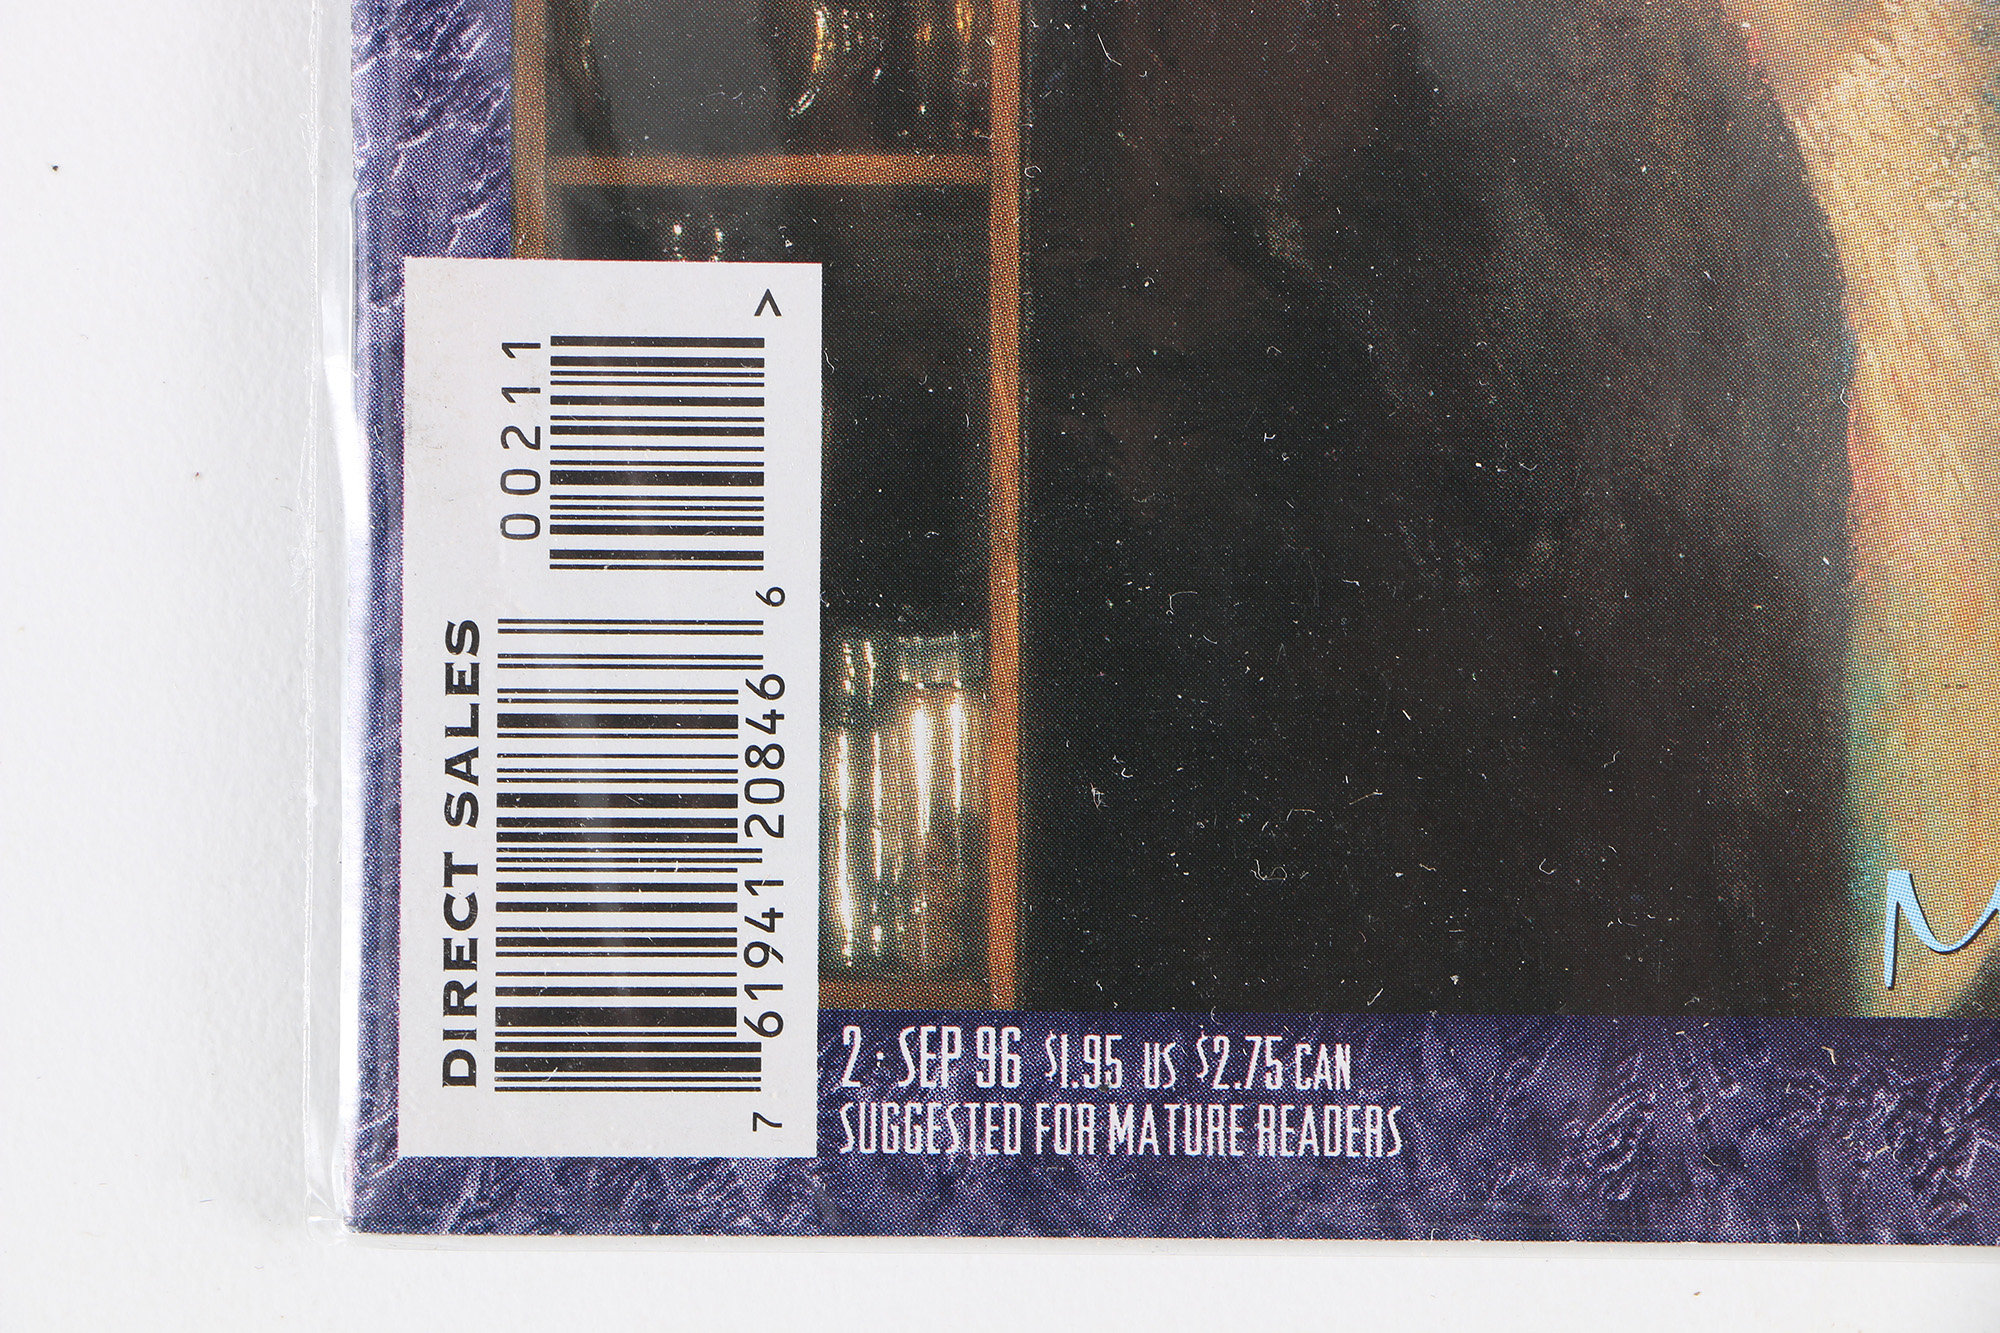 DIRECT SALES
00211
7 61941 20846 6
>
2 · SEP 96 $1.95 US $2.75 CAN
SUGGESTED FOR MATURE READERS